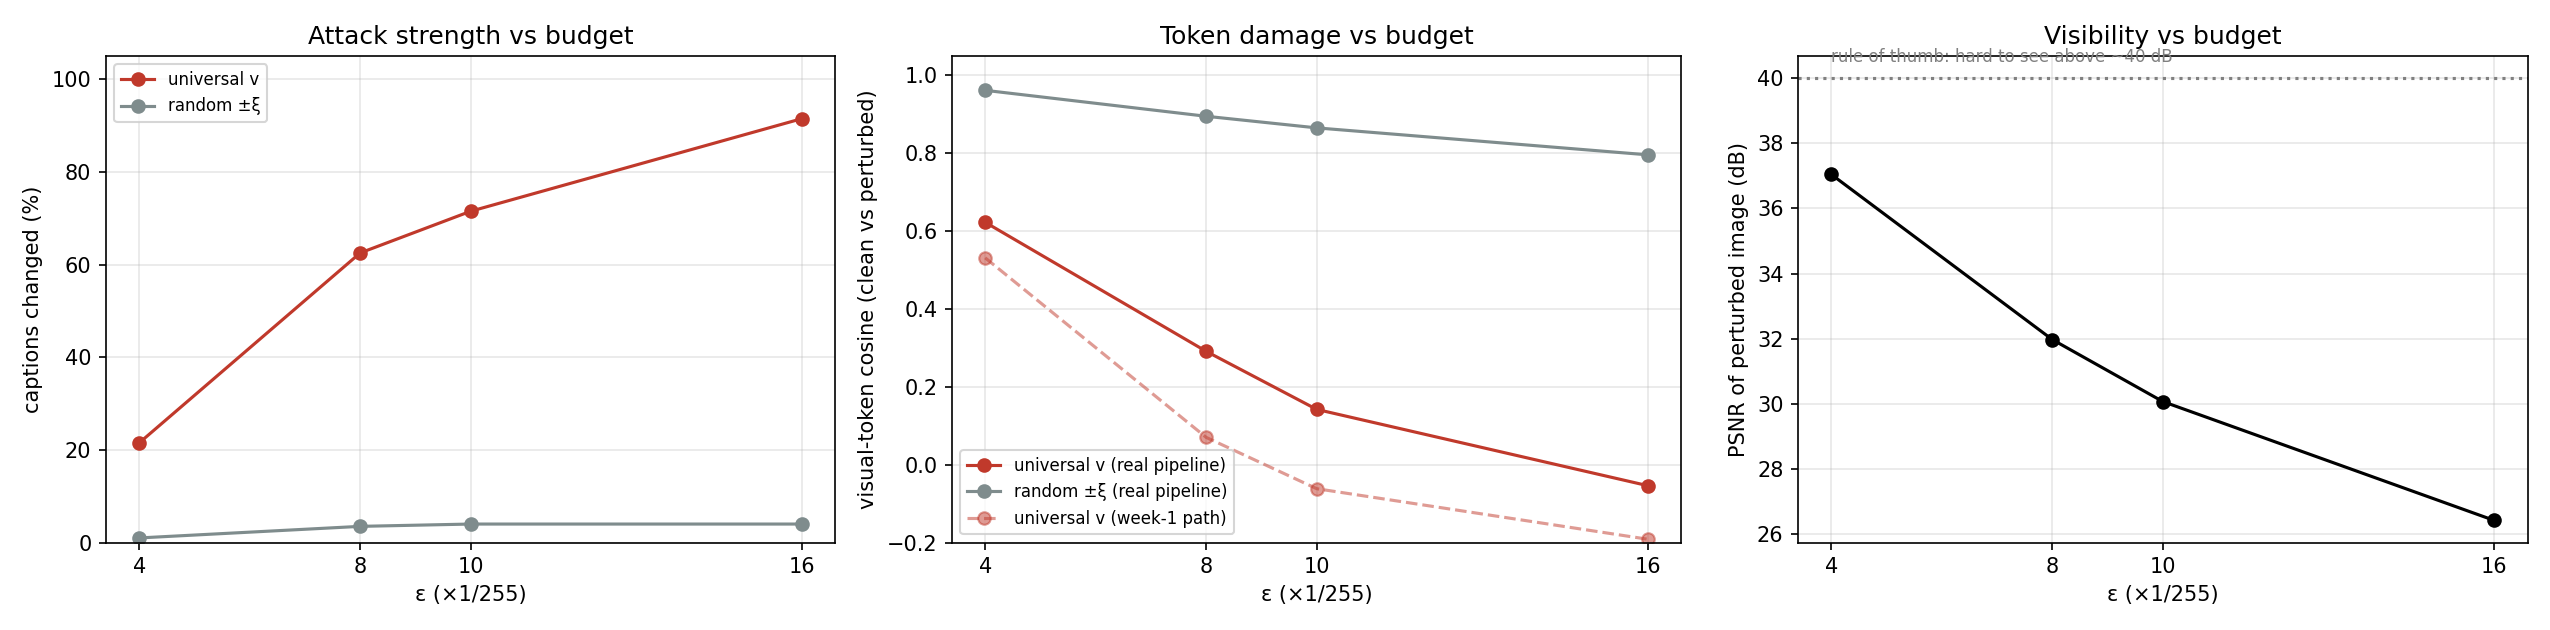 Attack strength vs budget
captions changed (%)
100
80
60
40
20
0
universal v
random ±ξ
4 8 10 16
ε (×1/255)
Token damage vs budget
visual-token cosine (clean vs perturbed)
1.0
0.8
0.6
0.4
0.2
0.0
−0.2
universal v (real pipeline)
random ±ξ (real pipeline)
universal v (week-1 path)
4 8 10 16
ε (×1/255)
Visibility vs budget
rule of thumb: hard to see above ~40 dB
PSNR of perturbed image (dB)
40
38
36
34
32
30
28
26
4 8 10 16
ε (×1/255)